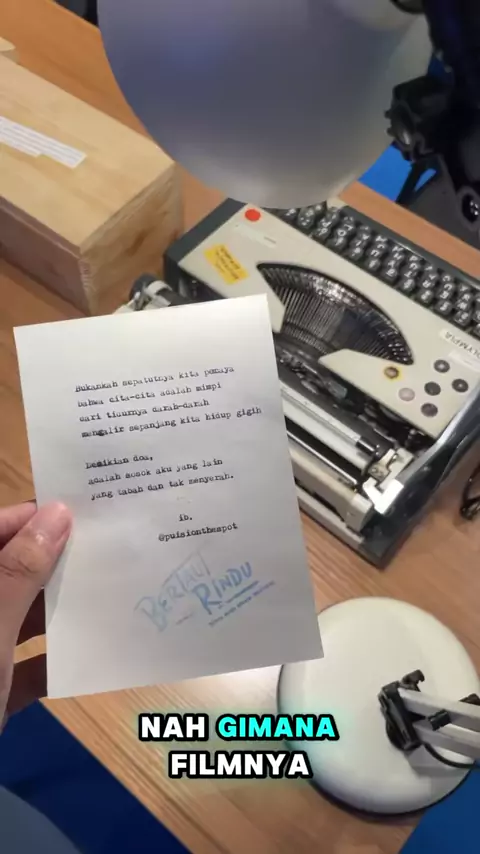 OLYMPIA
Bukankah sepatutnya kita percaya
bahwa cita-cita adalah mimpi
dari tidurnya darah-darah
mengalir sepanjang kita hidup gigih
Demikian doa,
adalah sosok aku yang lain
yang tabah dan tak menyerah.
ib.
@puisionthespot
BERTAUT
RINDU
NAH GIMANA
FILMNYA